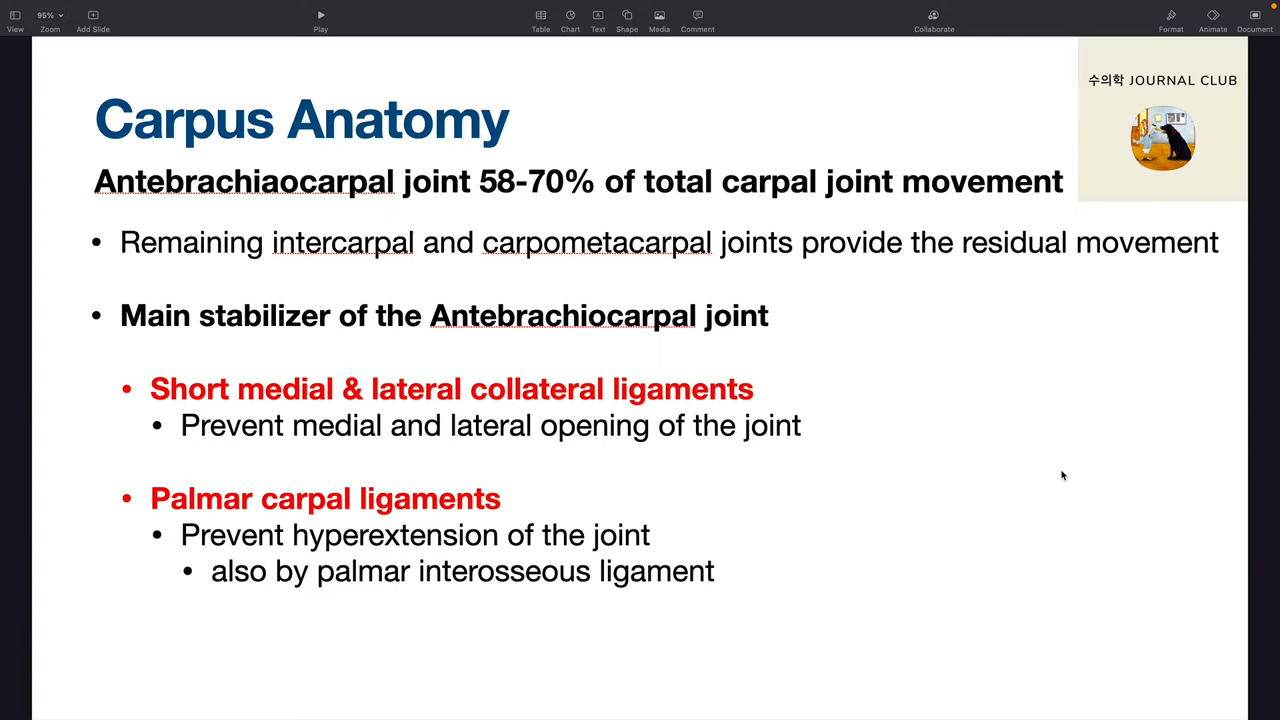 95%
View
Zoom
Add Slide
Play
Table
Chart
Text
Shape
Media
Comment
Collaborate
Format
Animate
Document
수의학 JOURNAL CLUB
Carpus Anatomy
Antebrachiaocarpal joint 58-70% of total carpal joint movement
• Remaining intercarpal and carpometacarpal joints provide the residual movement
• Main stabilizer of the Antebrachiocarpal joint
• Short medial & lateral collateral ligaments
• Prevent medial and lateral opening of the joint
• Palmar carpal ligaments
• Prevent hyperextension of the joint
• also by palmar interosseous ligament